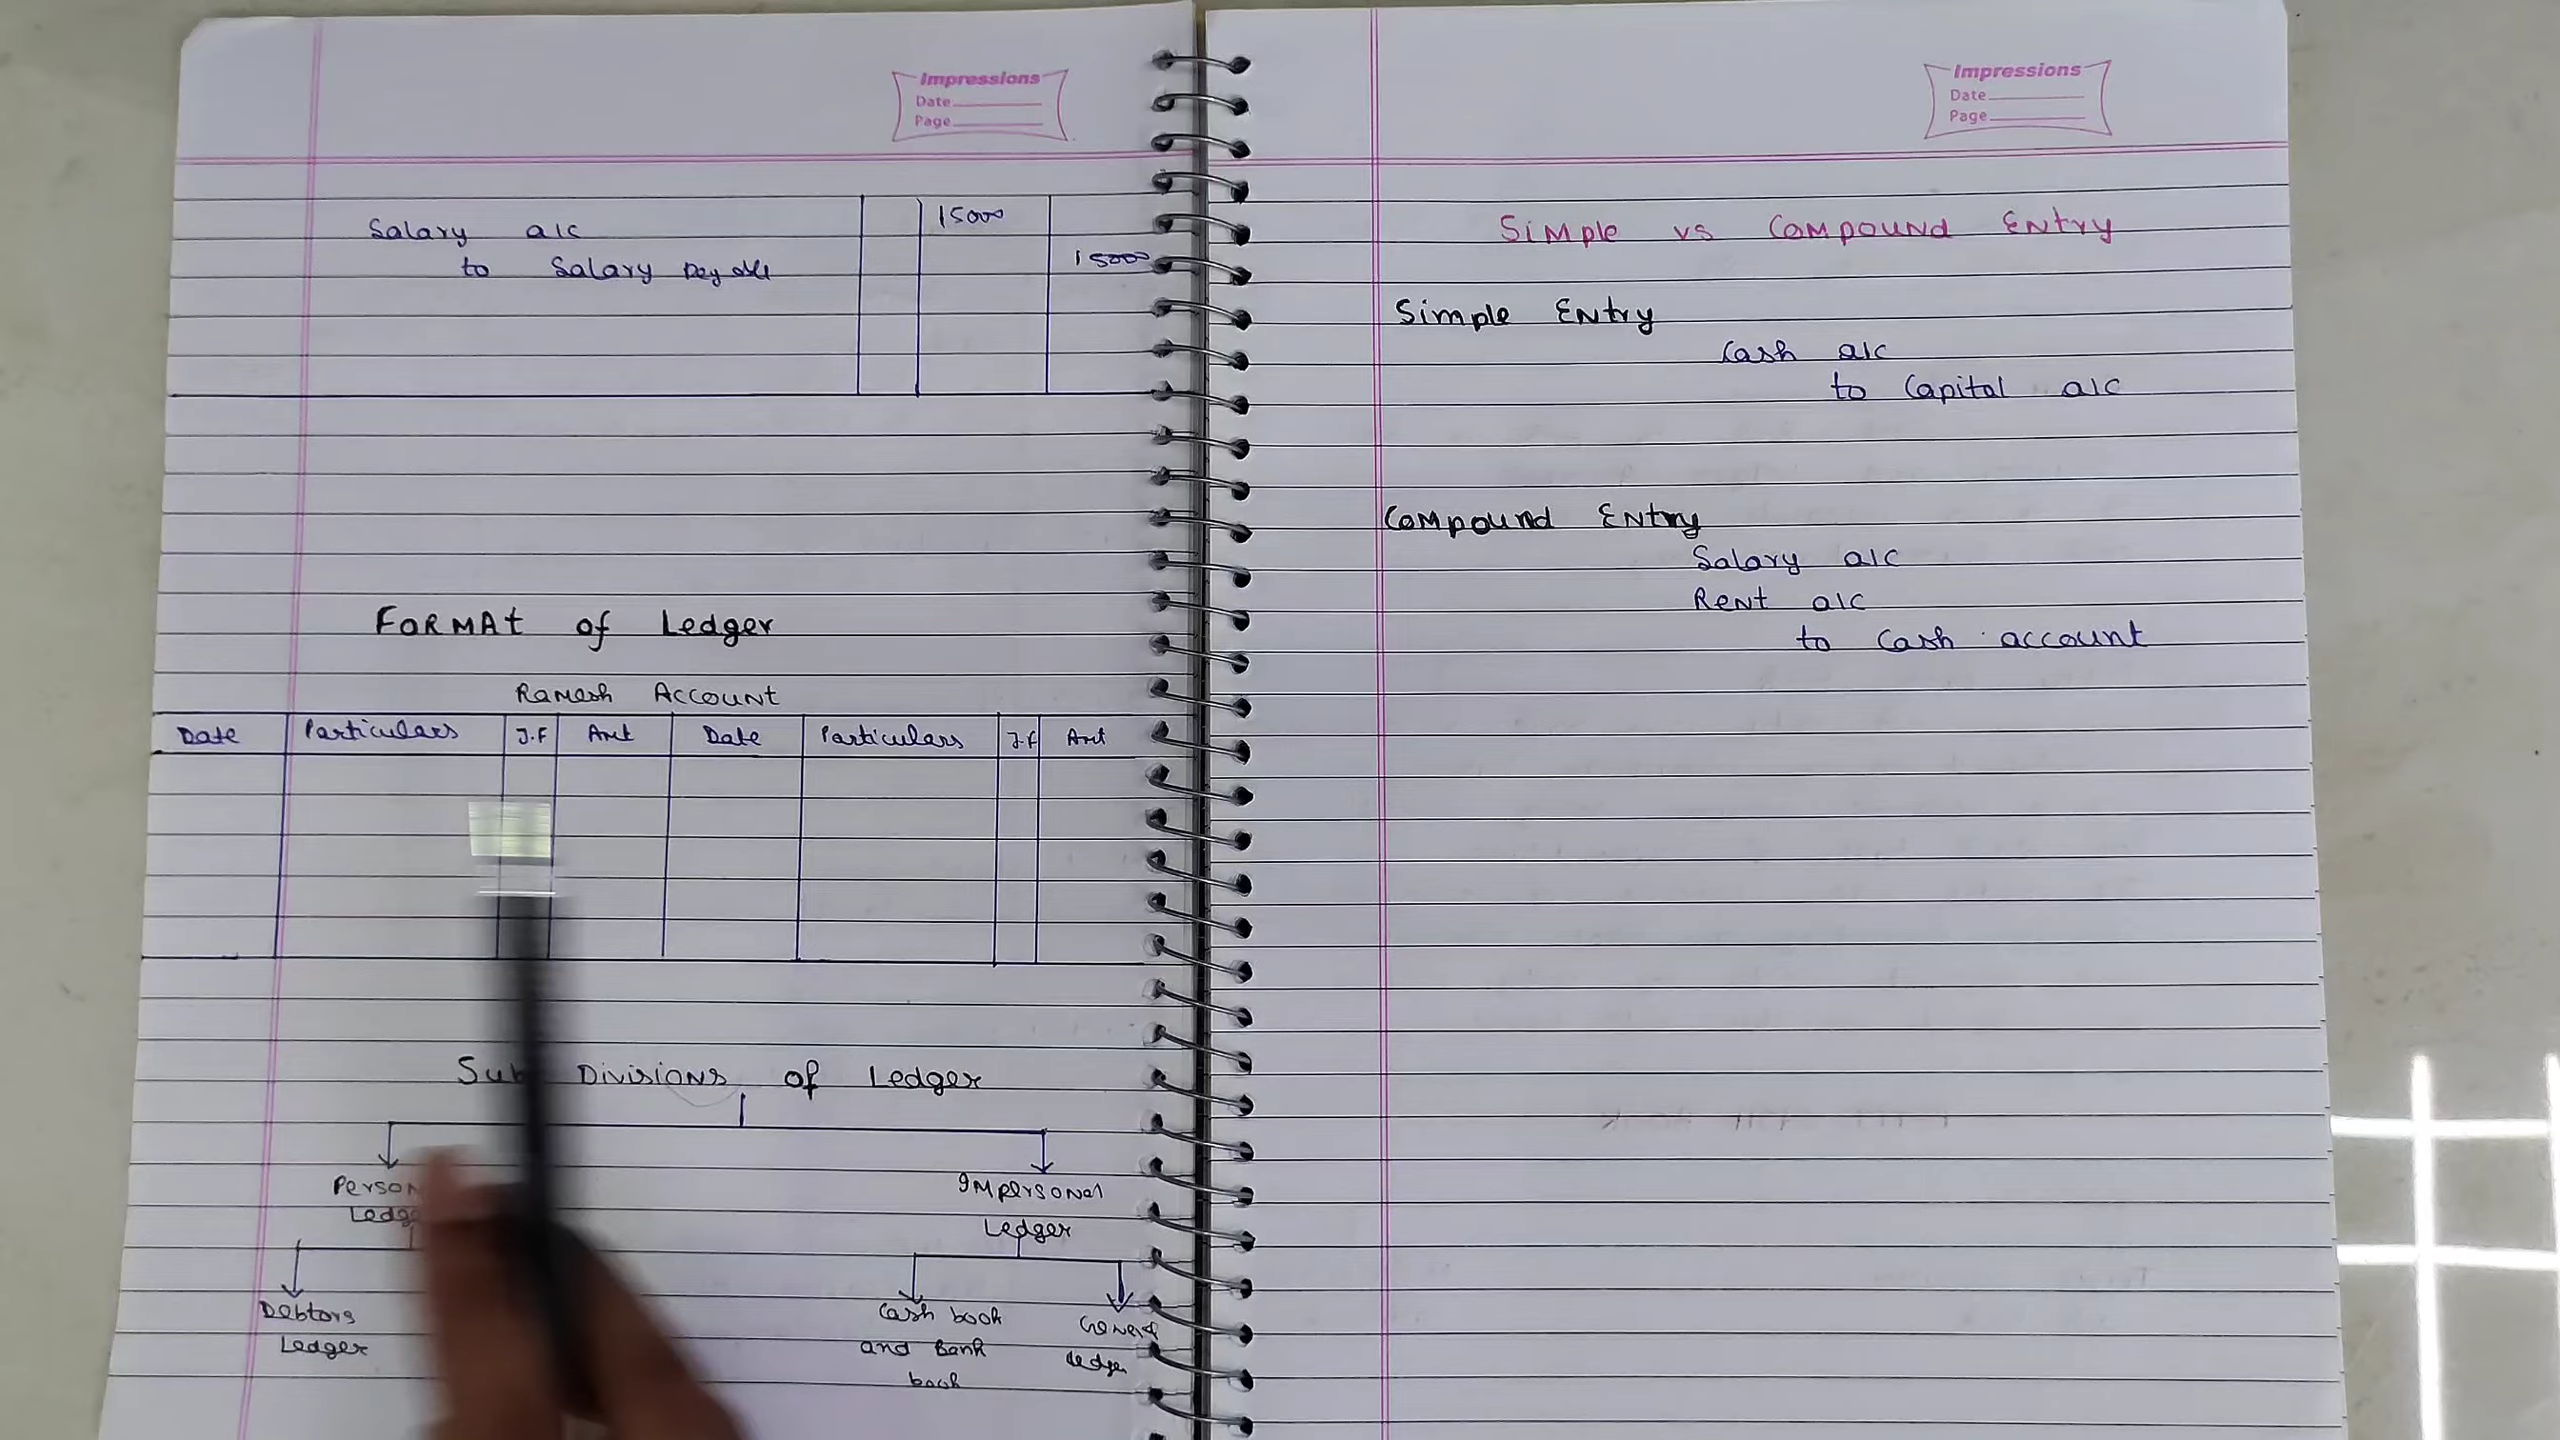 Impressions
Date
Page
Salary a/c 15000
to Salary Payable 15000
FORMAt of Ledger
Ramesh Account
Date Particulars J.F Amt Date Particulars J.F Amt
Sub Divisions of Ledger
Impersonal
Ledger
Debtors
Ledger
Cash book
and Bank
book
General
Ledger
Impressions
Date
Page
Simple vs Compound Entry
Simple Entry
Cash a/c
to Capital a/c
Compound Entry
Salary a/c
Rent a/c
to Cash account